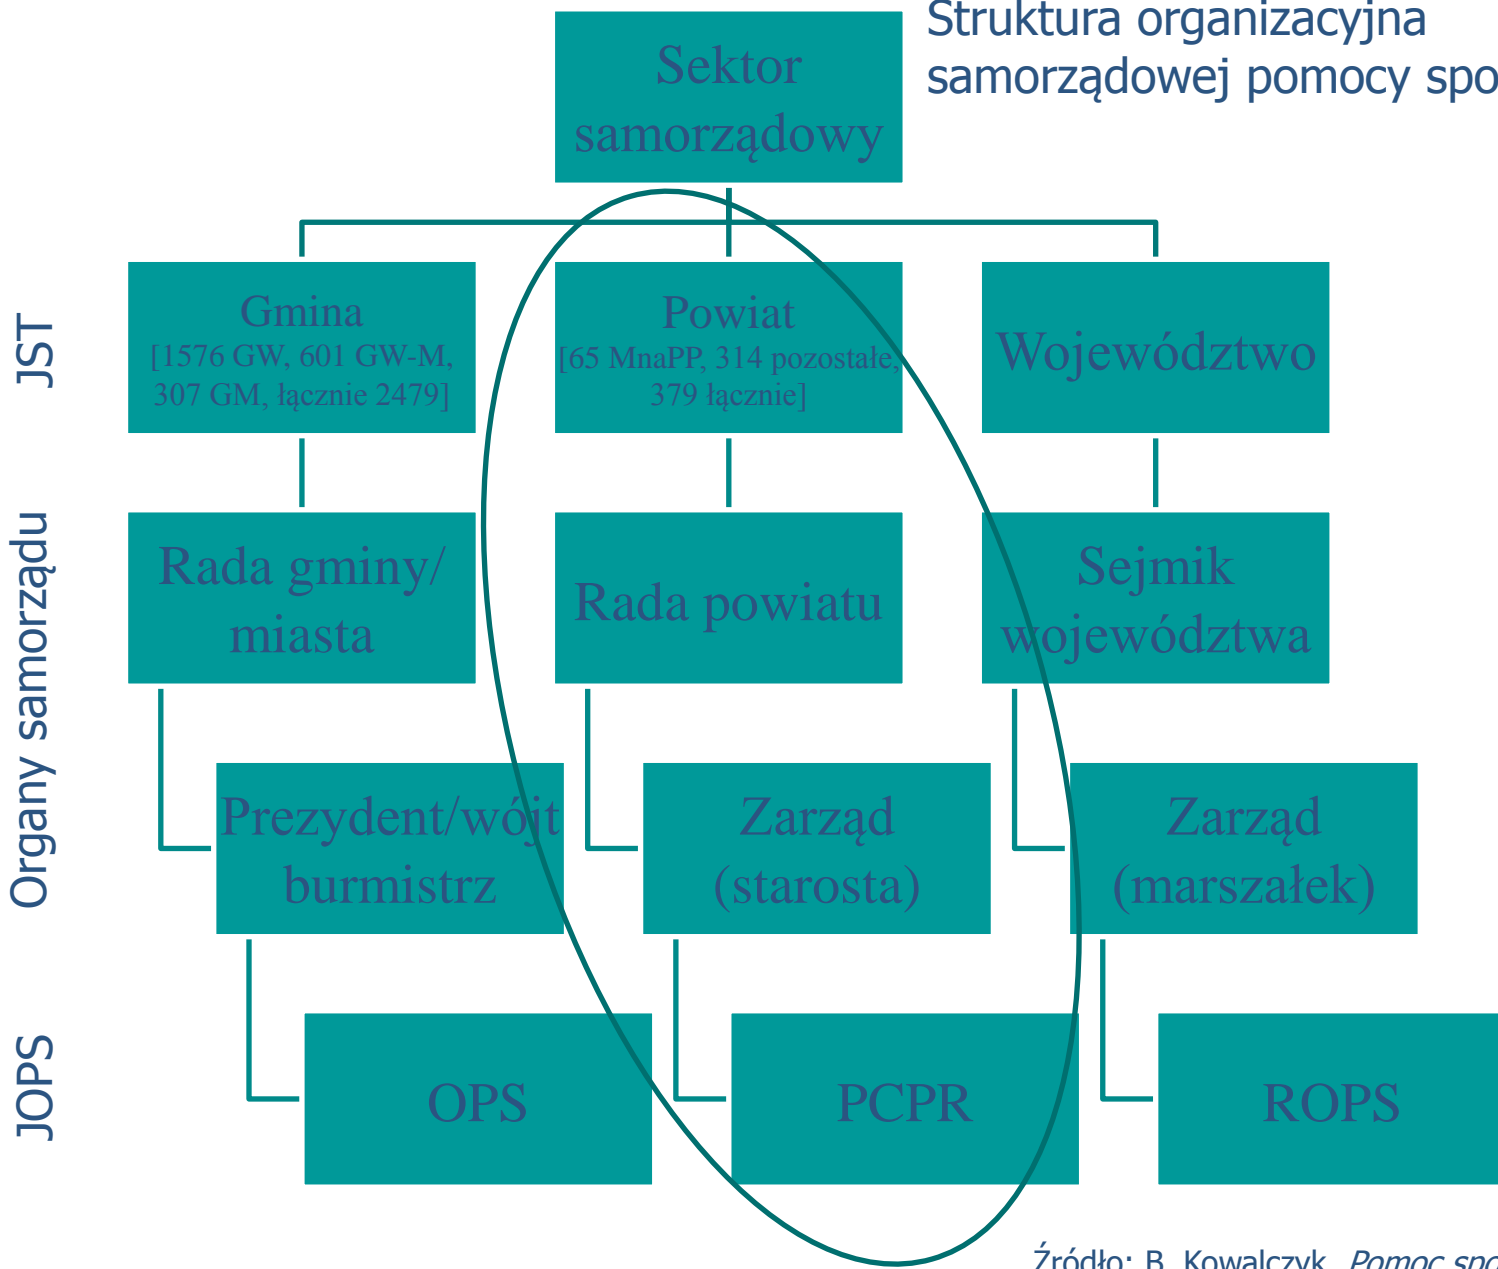 Struktura organizacyjna
samorządowej pomocy spo
Sektor
samorządowy
JST
Gmina
[1576 GW, 601 GW-M,
307 GM, łącznie 2479]
Powiat
[65 MnaPP, 314 pozostałe,
379 łącznie]
Województwo
Organy samorządu
Rada gminy/
miasta
Rada powiatu
Sejmik
województwa
Prezydent/wójt
burmistrz
Zarząd
(starosta)
Zarząd
(marszałek)
JOPS
OPS
PCPR
ROPS
Źródło: B. Kowalczyk, Pomoc spo